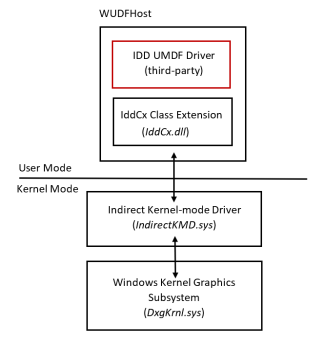 WUDFHost
IDD UMDF Driver
(third-party)
IddCx Class Extension
(IddCx.dll)
User Mode
Kernel Mode
Indirect Kernel-mode Driver
(IndirectKMD.sys)
Windows Kernel Graphics
Subsystem
(DxgKrnl.sys)